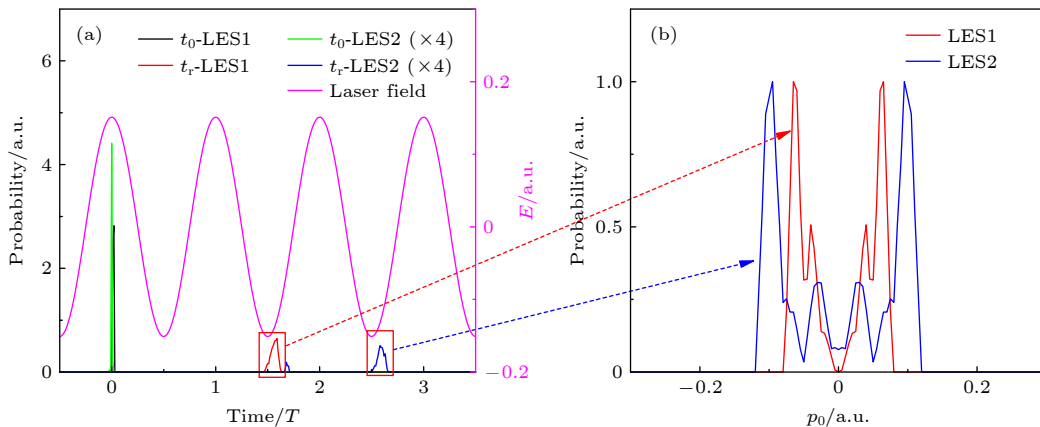 (a)
t₀-LES1
t₀-LES2 (×4)
tᵣ-LES1
tᵣ-LES2 (×4)
Laser field
Probability/a.u.
6
4
2
0
0.2
0
−0.2
E/a.u.
0
1
2
3
Time/T
(b)
LES1
LES2
Probability/a.u.
1.0
0.5
0
−0.2
0
0.2
p₀/a.u.